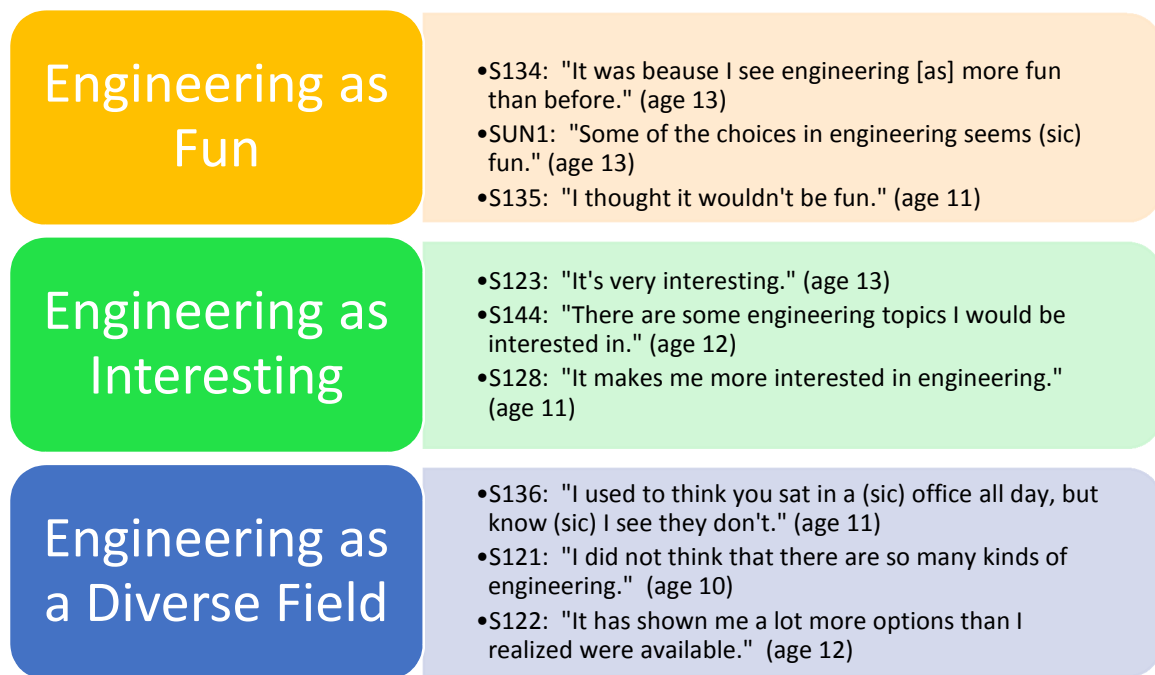 Engineering as
Fun
•S134:  "It was beause I see engineering [as] more fun
than before." (age 13)
•SUN1:  "Some of the choices in engineering seems (sic)
fun." (age 13)
•S135:  "I thought it wouldn't be fun." (age 11)
Engineering as
Interesting
•S123:  "It's very interesting." (age 13)
•S144:  "There are some engineering topics I would be
interested in." (age 12)
•S128:  "It makes me more interested in engineering."
(age 11)
Engineering as
a Diverse Field
•S136:  "I used to think you sat in a (sic) office all day, but
know (sic) I see they don't." (age 11)
•S121:  "I did not think that there are so many kinds of
engineering."  (age 10)
•S122:  "It has shown me a lot more options than I
realized were available."  (age 12)